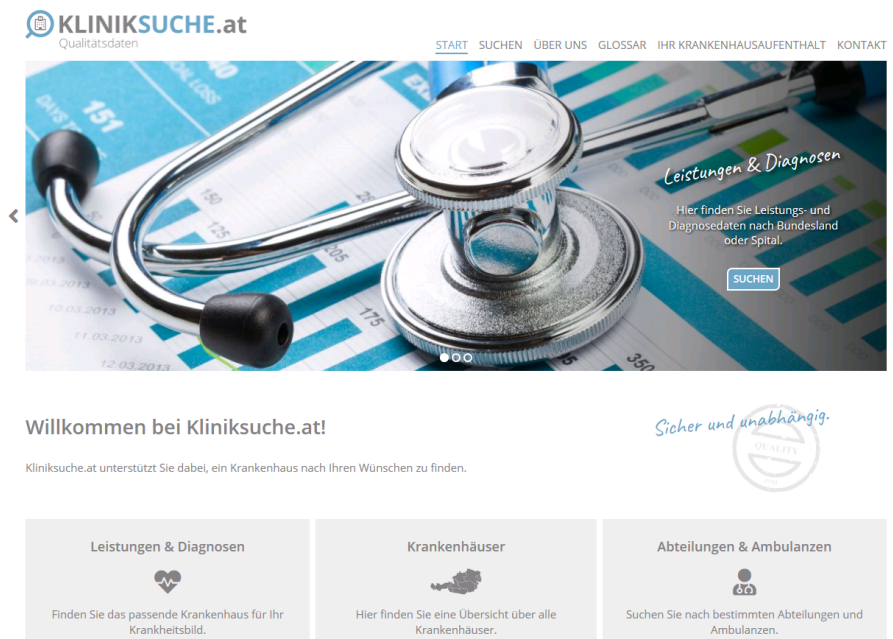 KLINIKSUCHE.at
Qualitätsdaten
START SUCHEN ÜBER UNS GLOSSAR IHR KRANKENHAUSAUFENTHALT KONTAKT
151
150
125
205
175
350
10.03.2013
11.03.2013
12.03.2013
Leistungen & Diagnosen
Hier finden Sie Leistungs- und
Diagnosedaten nach Bundesland
oder Spital.
SUCHEN
Willkommen bei Kliniksuche.at!
Sicher und unabhängig.
QUALITY
Kliniksuche.at unterstützt Sie dabei, ein Krankenhaus nach Ihren Wünschen zu finden.
Leistungen & Diagnosen
Finden Sie das passende Krankenhaus für Ihr
Krankheitsbild.
Krankenhäuser
Hier finden Sie eine Übersicht über alle
Krankenhäuser.
Abteilungen & Ambulanzen
Suchen Sie nach bestimmten Abteilungen und
Ambulanzen.